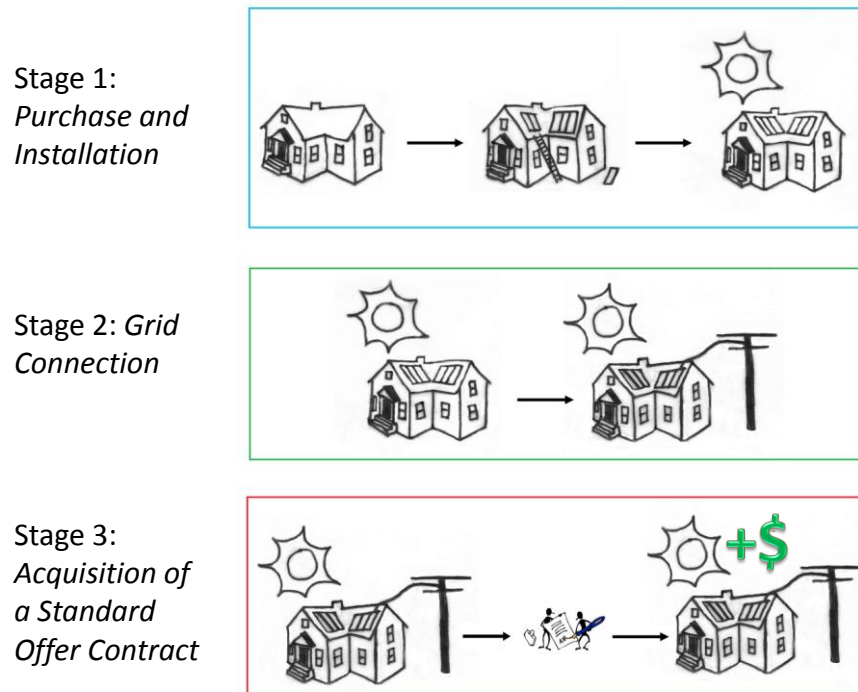 Stage 1:
Purchase and
Installation
Stage 2: Grid
Connection
Stage 3:
Acquisition of
a Standard
Offer Contract
+$